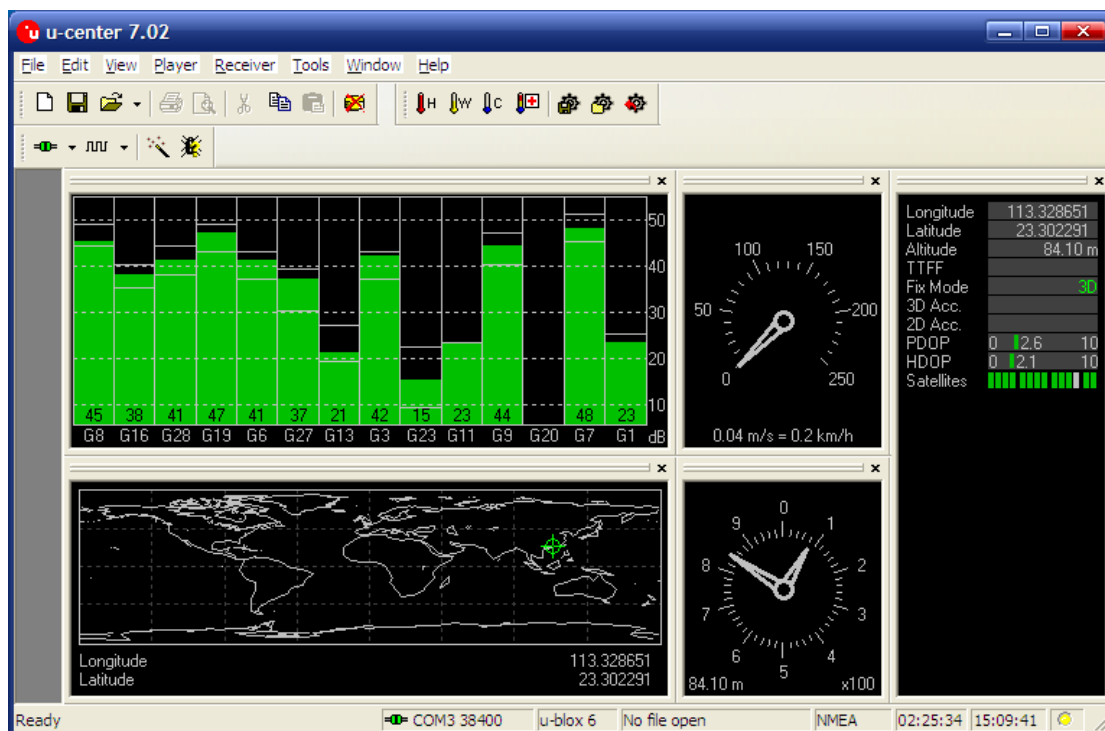 u-center 7.02
File Edit View Player Receiver Tools Window Help
H W C
50
40
30
20
10
45 38 41 47 41 37 21 42 15 23 44 48 23
G8 G16 G28 G19 G6 G27 G13 G3 G23 G11 G9 G20 G7 G1 dB
100 150
50 200
0 250
0.04 m/s = 0.2 km/h
Longitude 113.328651
Latitude 23.302291
Altitude 84.10 m
TTFF
Fix Mode 3D
3D Acc.
2D Acc.
PDOP 0 2.6 10
HDOP 0 2.1 10
Satellites
Longitude 113.328651
Latitude 23.302291
0
9 1
8 2
7 3
6 4
5
84.10 m x100
Ready COM3 38400 u-blox 6 No file open NMEA 02:25:34 15:09:41